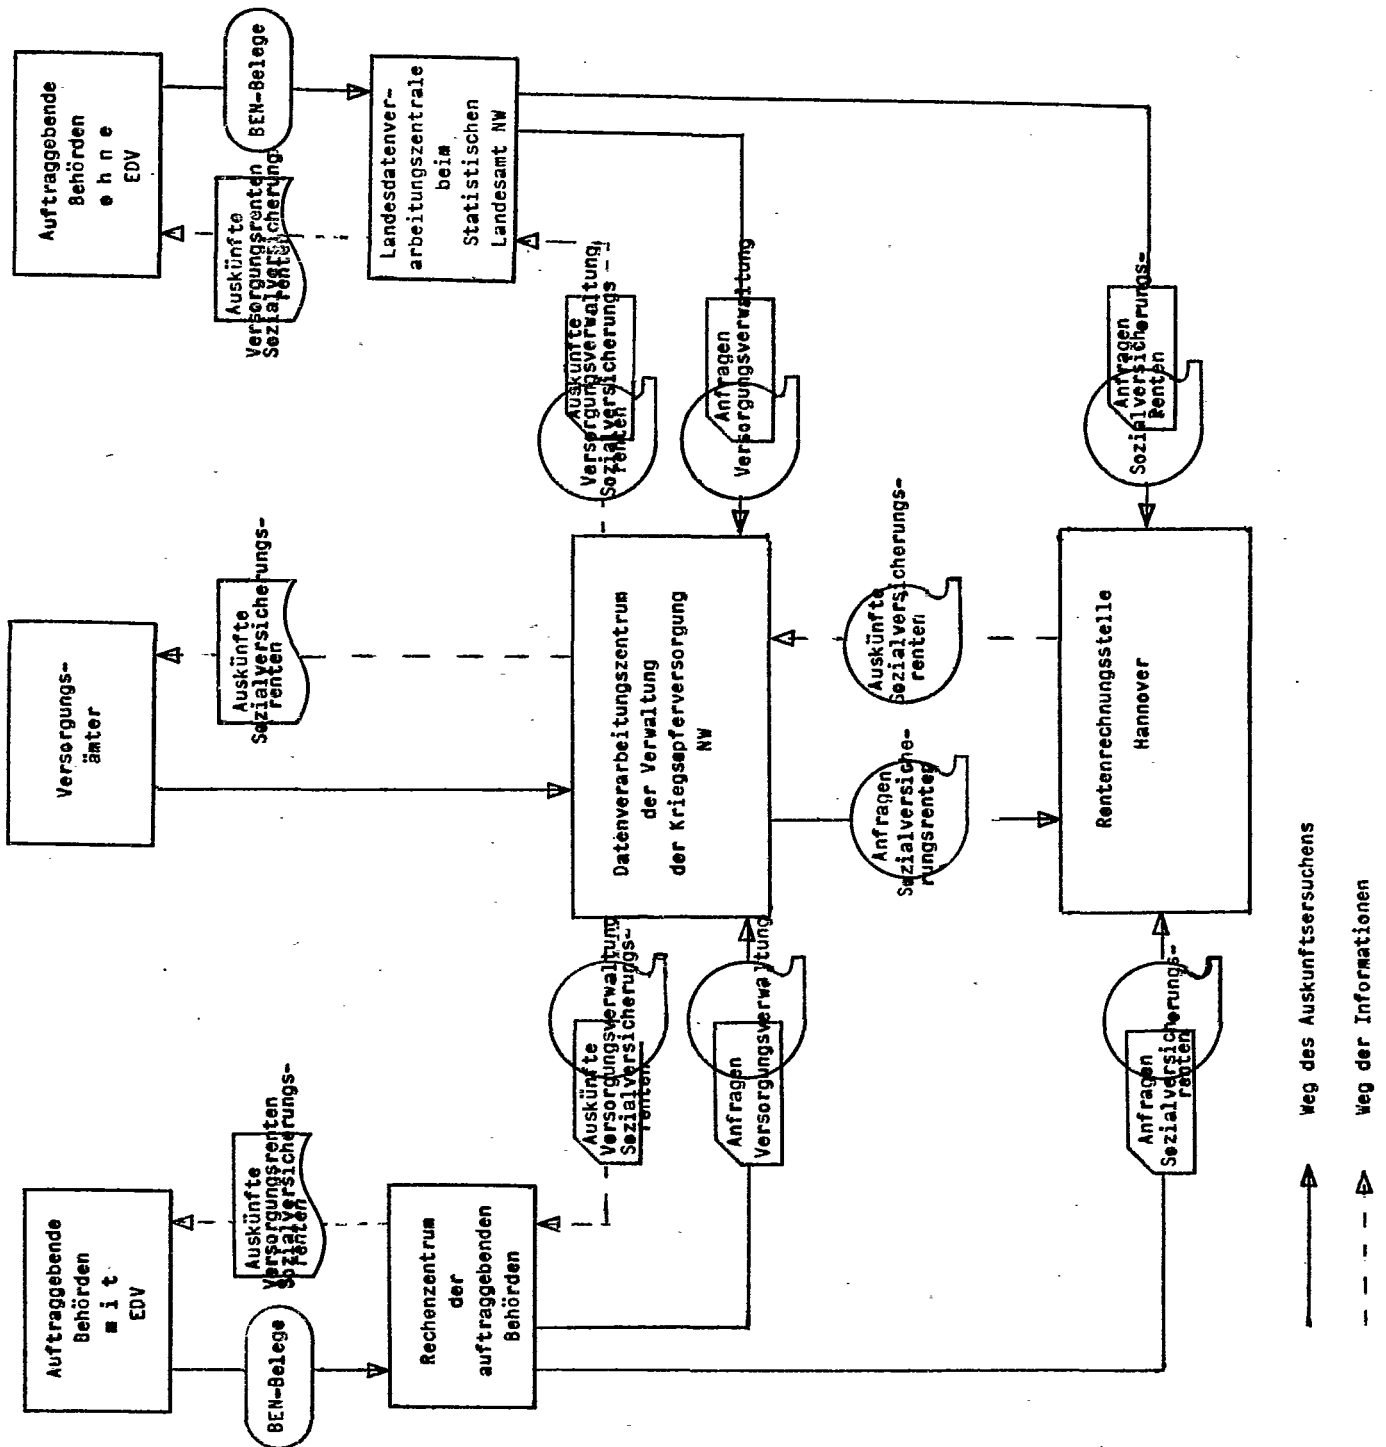 Auftraggebende
Behörden
m i t
EDV
BEN-Belege
Auskünfte
Versorgungsrenten
Sozialversicherungs-
renten
Rechenzentrum
der
auftraggebenden
Behörden
Versorgungs-
ämter
Auskünfte
Sozialversicherungs-
renten
Auftraggebende
Behörden
o h n e
EDV
BEN-Belege
Auskünfte
Versorgungsrenten
Sozialversicherung
renten
Landesdatenver-
arbeitungszentrale
beim
Statistischen
Landesamt NW
Auskünfte
Versorgungsverwaltung
Sozialversicherungs-
renten
Anfragen
Versorgungsverwaltung
Datenverarbeitungszentrum
der Verwaltung
der Kriegsopferversorgung
NW
Auskünfte
Versorgungsverwaltung,
Sozialversicherungs
renten
Anfragen
Versorgungsverwaltung
Anfragen
Sozialversiche-
rungsrenten
Auskünfte
Sozialversicherungs-
renten
Anfragen
Sozialversicherungs-
renten
Rentenrechnungsstelle
Hannover
Anfragen
Sozialversicherungs-
Renten
Weg des Auskunftsersuchens
Weg der Informationen